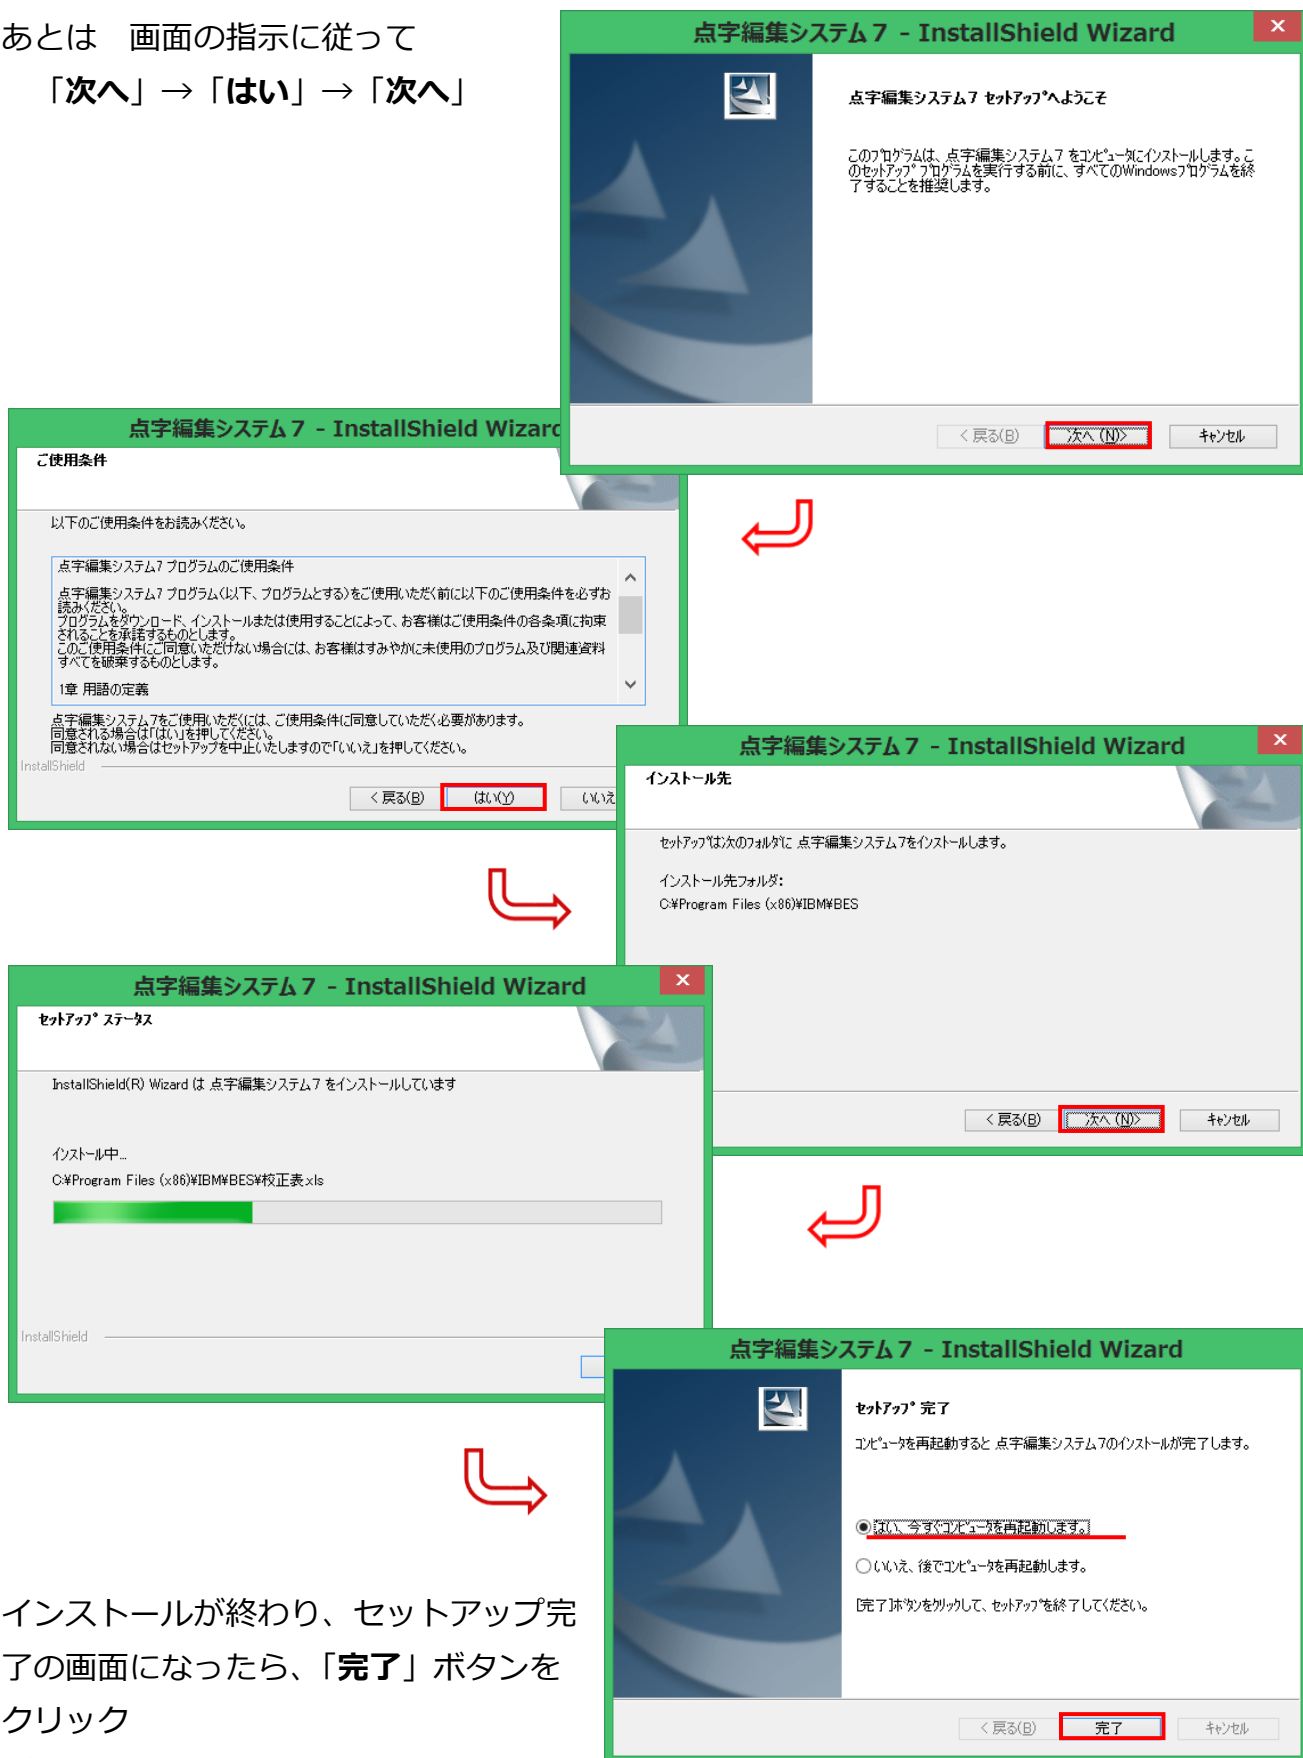 あとは　画面の指示に従って
「次へ」→「はい」→「次へ」
点字編集システム７ - InstallShield Wizard
点字編集システム7 ｾｯﾄｱｯﾌﾟへようこそ
このﾌﾟﾛｸﾞﾗﾑは、点字編集システム7 をｺﾝﾋﾟｭｰﾀにインストールします。こ
のｾｯﾄｱｯﾌﾟ ﾌﾟﾛｸﾞﾗﾑを実行する前に、すべてのWindowsﾌﾟﾛｸﾞﾗﾑを終
了することを推奨します。
< 戻る(B)
次へ (N)>
ｷｬﾝｾﾙ
点字編集システム７ - InstallShield Wizard
ご使用条件
以下のご使用条件をお読みください。
点字編集システム7 プログラムのご使用条件
点字編集システム7 プログラム(以下、プログラムとする)をご使用いただく前に以下のご使用条件を必ずお
読みください。
プログラムをダウンロード、インストールまたは使用することによって、お客様はご使用条件の各条項に拘束
されることを承諾するものとします。
このご使用条件にご同意いただけない場合には、お客様はすみやかに未使用のプログラム及び関連資料
すべてを破棄するものとします。
1章 用語の定義
点字編集システム7をご使用いただくには、ご使用条件に同意していただく必要があります。
同意される場合は「はい」を押してください。
同意されない場合はセットアップを中止いたしますので「いいえ」を押してください。
InstallShield
< 戻る(B)
はい(Y)
いいえ
点字編集システム７ - InstallShield Wizard
インストール先
ｾｯﾄｱｯﾌﾟは次のﾌｫﾙﾀﾞに 点字編集システム7をインストールします。
インストール先フォルダ:
C:¥Program Files (x86)¥IBM¥BES
< 戻る(B)
次へ (N)>
ｷｬﾝｾﾙ
点字編集システム７ - InstallShield Wizard
ｾｯﾄｱｯﾌﾟ ｽﾃｰﾀｽ
InstallShield(R) Wizard は 点字編集システム7 をインストールしています
ｲﾝｽﾄｰﾙ中...
C:¥Program Files (x86)¥IBM¥BES¥校正表.xls
InstallShield
点字編集システム７ - InstallShield Wizard
ｾｯﾄｱｯﾌﾟ 完了
ｺﾝﾋﾟｭｰﾀを再起動すると 点字編集システム7のｲﾝｽﾄｰﾙが完了します。
はい、今すぐｺﾝﾋﾟｭｰﾀを再起動します。
いいえ、後でｺﾝﾋﾟｭｰﾀを再起動します。
[完了]ﾎﾞﾀﾝをｸﾘｯｸして、ｾｯﾄｱｯﾌﾟを終了してください。
< 戻る(B)
完了
ｷｬﾝｾﾙ
インストールが終わり、セットアップ完
了の画面になったら、「完了」ボタンを
クリック